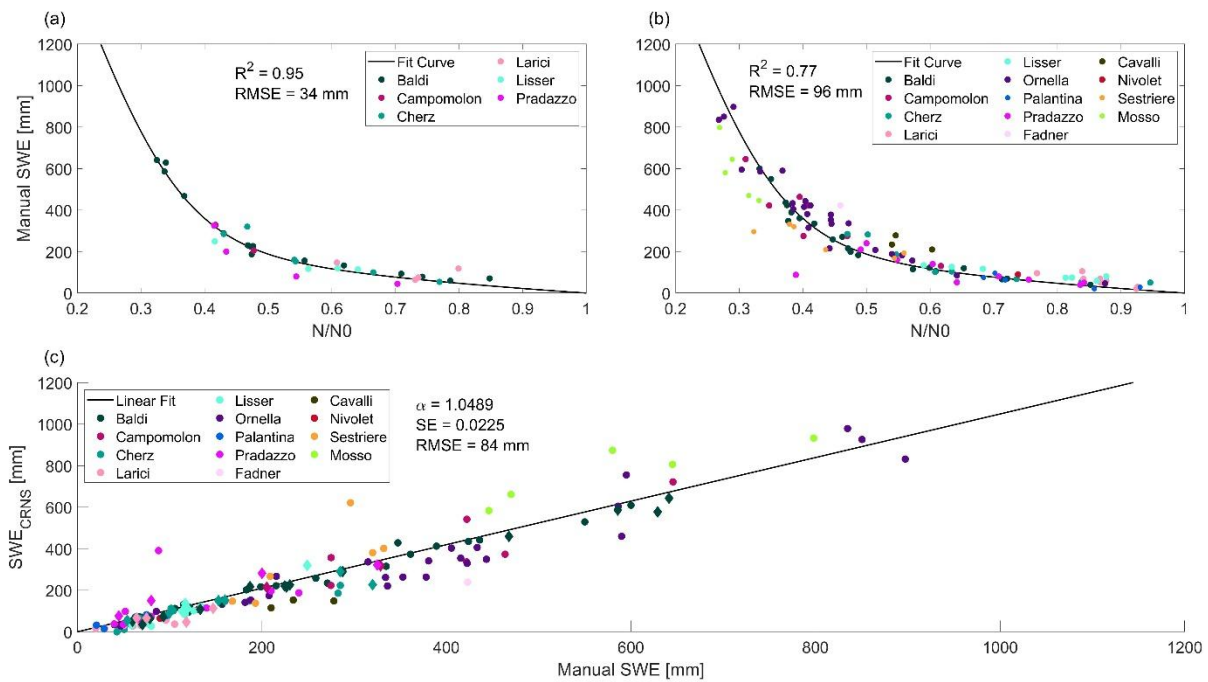 (a)
1200
1000
800
600
400
200
0
Manual SWE [mm]
R² = 0.95
RMSE = 34 mm
Fit Curve
Baldi
Campomolon
Cherz
Larici
Lisser
Pradazzo
0.2 0.3 0.4 0.5 0.6 0.7 0.8 0.9 1
N/N0
(b)
1200
1000
800
600
400
200
0
R² = 0.77
RMSE = 96 mm
Fit Curve
Baldi
Campomolon
Cherz
Larici
Lisser
Ornella
Palantina
Pradazzo
Fadner
Cavalli
Nivolet
Sestriere
Mosso
0.2 0.3 0.4 0.5 0.6 0.7 0.8 0.9 1
N/N0
(c)
1200
1000
800
600
400
200
0
SWE_CRNS [mm]
Linear Fit
Baldi
Campomolon
Cherz
Larici
Lisser
Ornella
Palantina
Pradazzo
Fadner
Cavalli
Nivolet
Sestriere
Mosso
α = 1.0489
SE = 0.0225
RMSE = 84 mm
0 200 400 600 800 1000 1200
Manual SWE [mm]